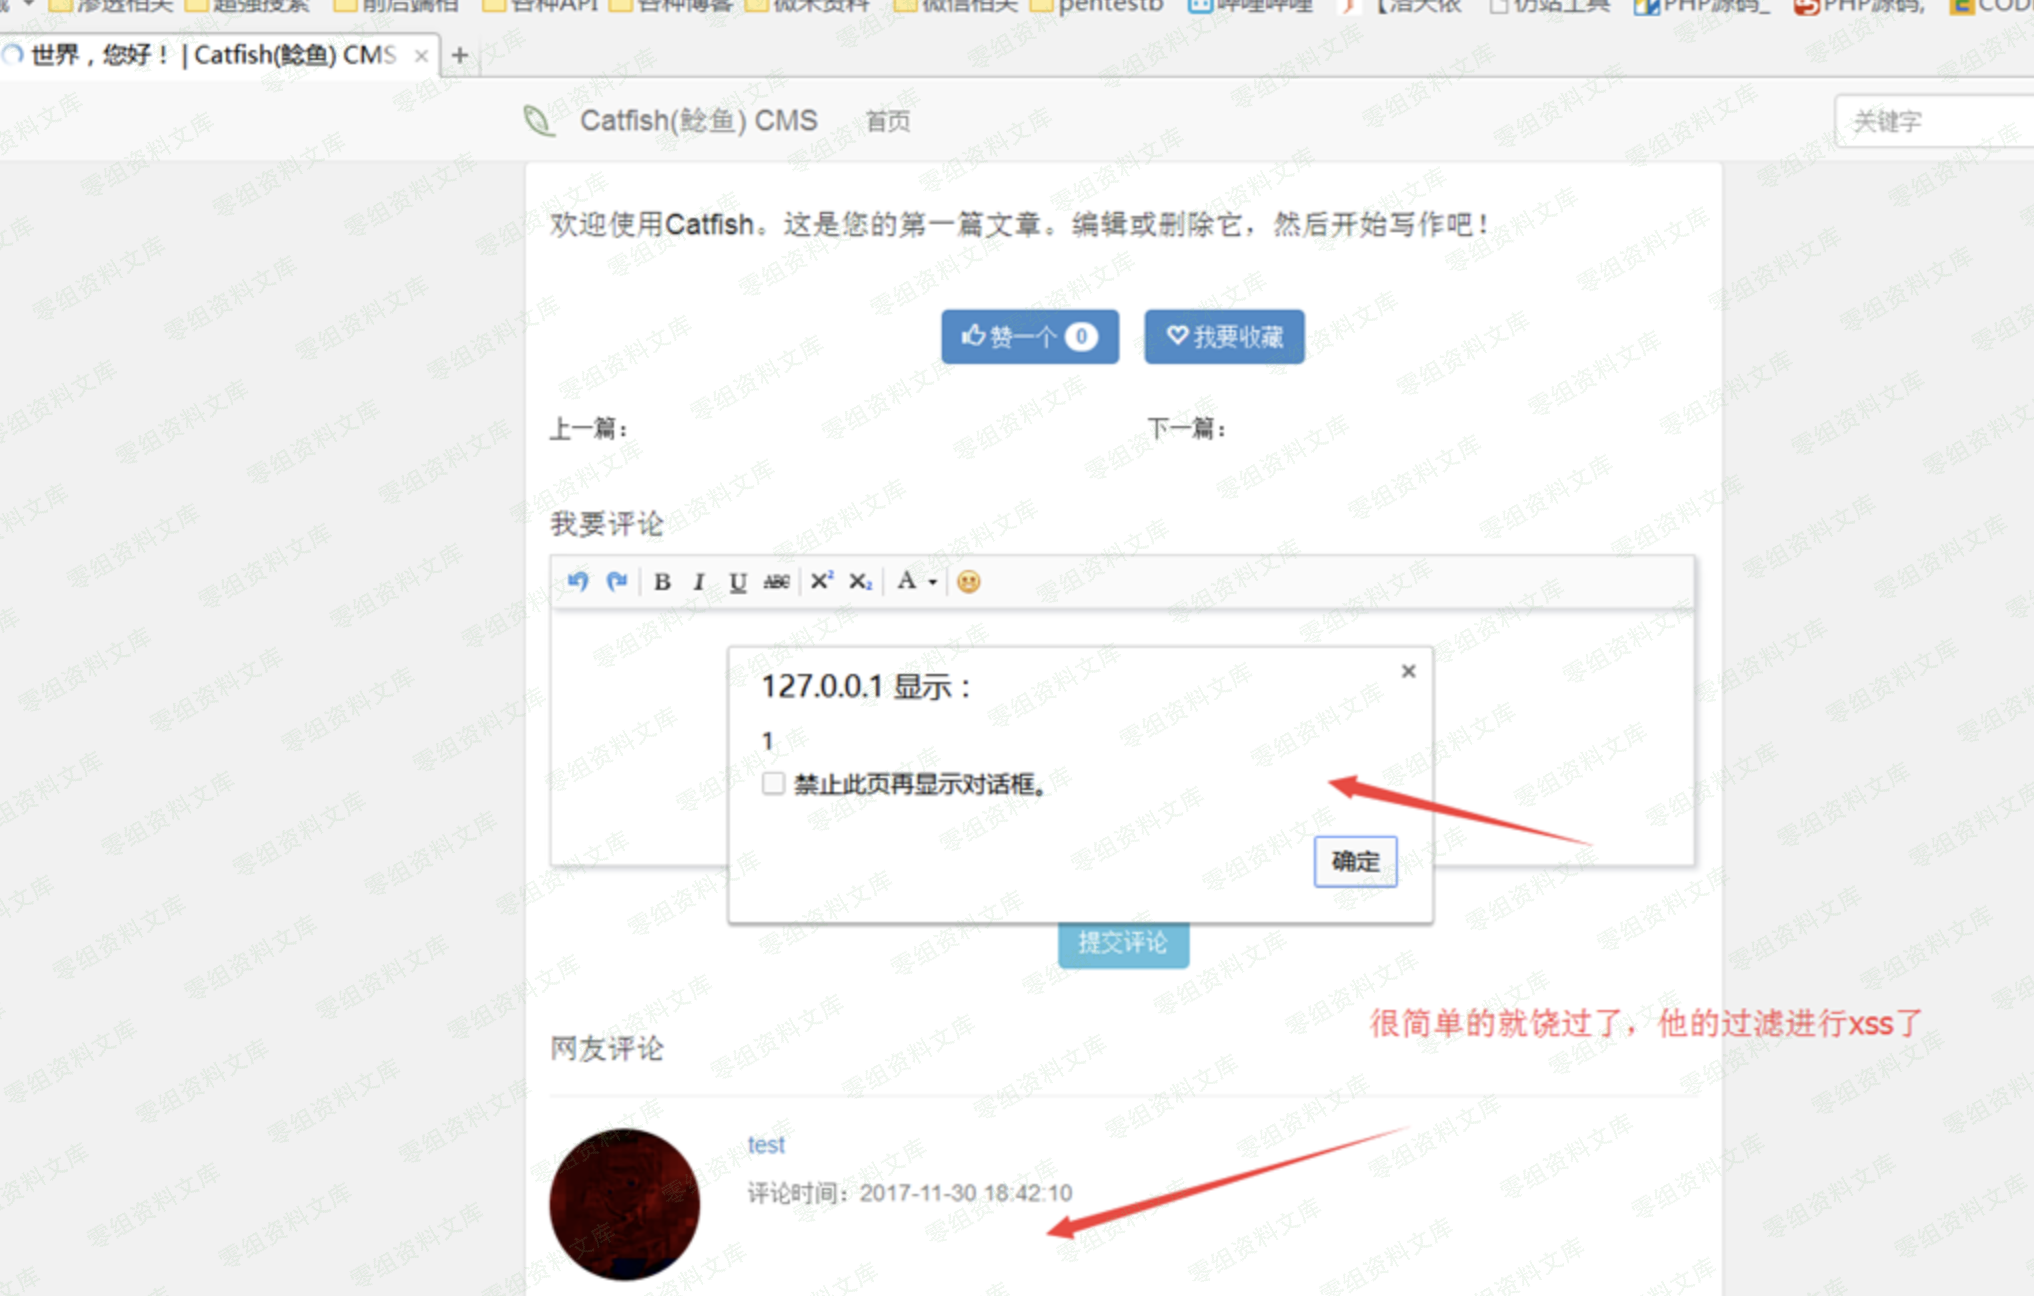 渗透相关 超强搜索 前后端相 各种API 各种博客 微米资料 微信相关 pentestb 哔哩哔哩 仿站工具 PHP源码_ PHP源码, COD
世界，您好！ | Catfish(鲶鱼) CMS
Catfish(鲶鱼) CMS 首页
关键字
欢迎使用Catfish。这是您的第一篇文章。编辑或删除它，然后开始写作吧！
赞一个 0 我要收藏
上一篇： 下一篇：
我要评论
B I U ABC X² X₂ A
127.0.0.1 显示：
1
禁止此页再显示对话框。
确定
提交评论
很简单的就饶过了，他的过滤进行xss了
网友评论
test
评论时间：2017-11-30 18:42:10
零组资料文库